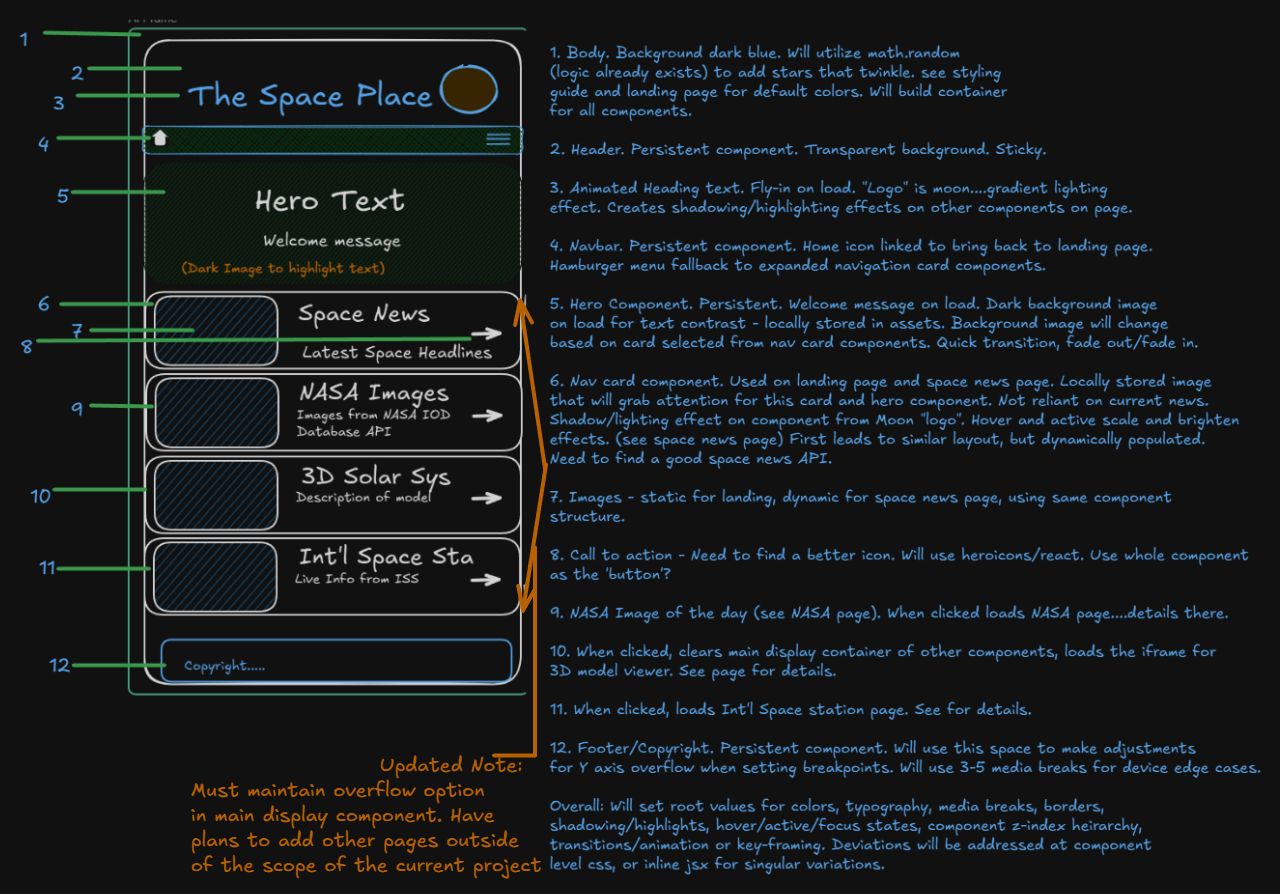 1
2
3
4
5
6
7
8
9
10
11
12
The Space Place
Hero Text
Welcome message
(Dark Image to highlight text)
Space News
Latest Space Headlines
NASA Images
Images from NASA IOD
Database API
3D Solar Sys
Description of model
Int'l Space Sta
Live Info from ISS
Copyright.....
Updated Note:
Must maintain overflow option
in main display component. Have
plans to add other pages outside
of the scope of the current project
1. Body. Background dark blue. Will utilize math.random
(logic already exists) to add stars that twinkle. see styling
guide and landing page for default colors. Will build container
for all components.
2. Header. Persistent component. Transparent background. Sticky.
3. Animated Heading text. Fly-in on load. "Logo" is moon....gradient lighting
effect. Creates shadowing/highlighting effects on other components on page.
4. Navbar. Persistent component. Home icon linked to bring back to landing page.
Hamburger menu fallback to expanded navigation card components.
5. Hero Component. Persistent. Welcome message on load. Dark background image
on load for text contrast - locally stored in assets. Background image will change
based on card selected from nav card components. Quick transition, fade out/fade in.
6. Nav card component. Used on landing page and space news page. Locally stored image
that will grab attention for this card and hero component. Not reliant on current news.
Shadow/lighting effect on component from Moon "logo". Hover and active scale and brighten
effects. (see space news page) First leads to similar layout, but dynamically populated.
Need to find a good space news API.
7. Images - static for landing, dynamic for space news page, using same component
structure.
8. Call to action - Need to find a better icon. Will use heroicons/react. Use whole component
as the 'button'?
9. NASA Image of the day (see NASA page). When clicked loads NASA page....details there.
10. When clicked, clears main display container of other components, loads the iframe for
3D model viewer. See page for details.
11. When clicked, loads Int'l Space station page. See for details.
12. Footer/Copyright. Persistent component. Will use this space to make adjustments
for Y axis overflow when setting breakpoints. Will use 3-5 media breaks for device edge cases.
Overall: Will set root values for colors, typography, media breaks, borders,
shadowing/highlights, hover/active/focus states, component z-index heirarchy,
transitions/animation or key-framing. Deviations will be addressed at component
level css, or inline jsx for singular variations.